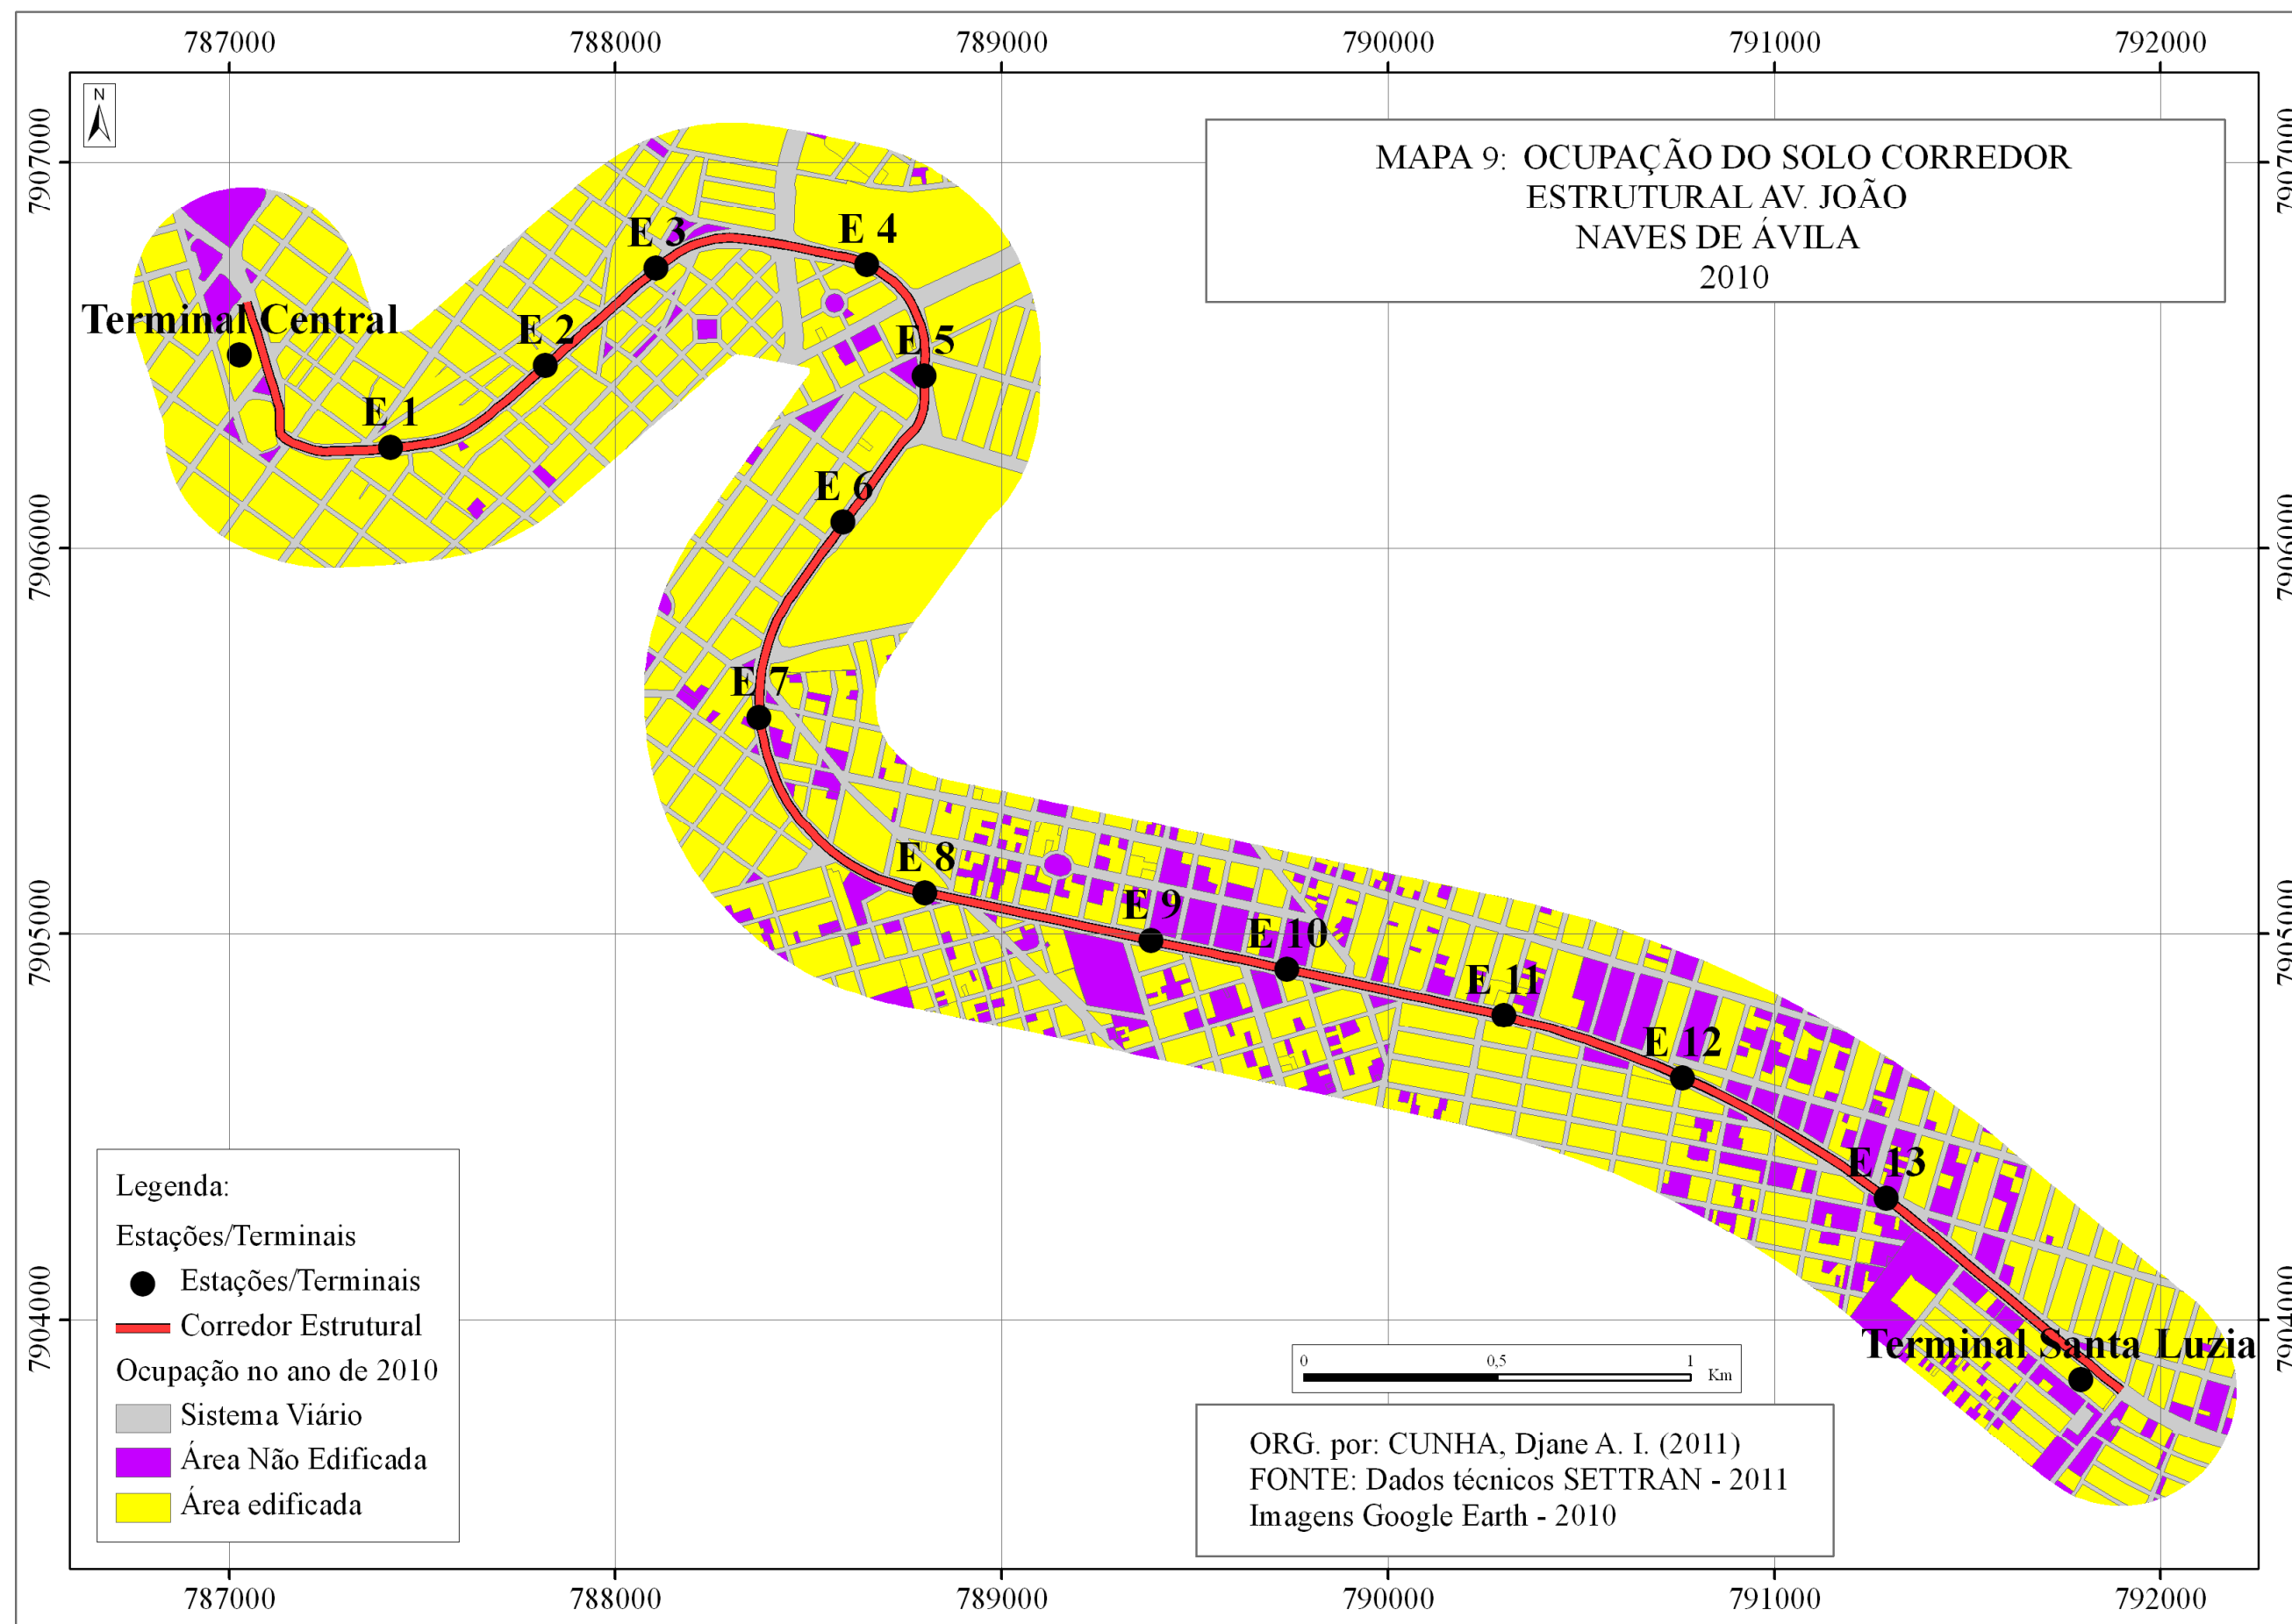 787000 788000 789000 790000 791000 792000
N
7907000 7907000
MAPA 9: OCUPAÇÃO DO SOLO CORREDOR
ESTRUTURAL AV. JOÃO
NAVES DE ÁVILA
2010
E 3
E 4
Terminal Central
E 2
E 5
E 1
E 6
7906000 7906000
E 7
E 8
E 9
E 10
7905000 7905000
E 11
E 12
E 13
Terminal Santa Luzia
7904000 7904000
Legenda:
Estações/Terminais
Estações/Terminais
Corredor Estrutural
Ocupação no ano de 2010
Sistema Viário
Área Não Edificada
Área edificada
0 0,5 1
Km
ORG. por: CUNHA, Djane A. I. (2011)
FONTE: Dados técnicos SETTRAN - 2011
Imagens Google Earth - 2010
787000 788000 789000 790000 791000 792000